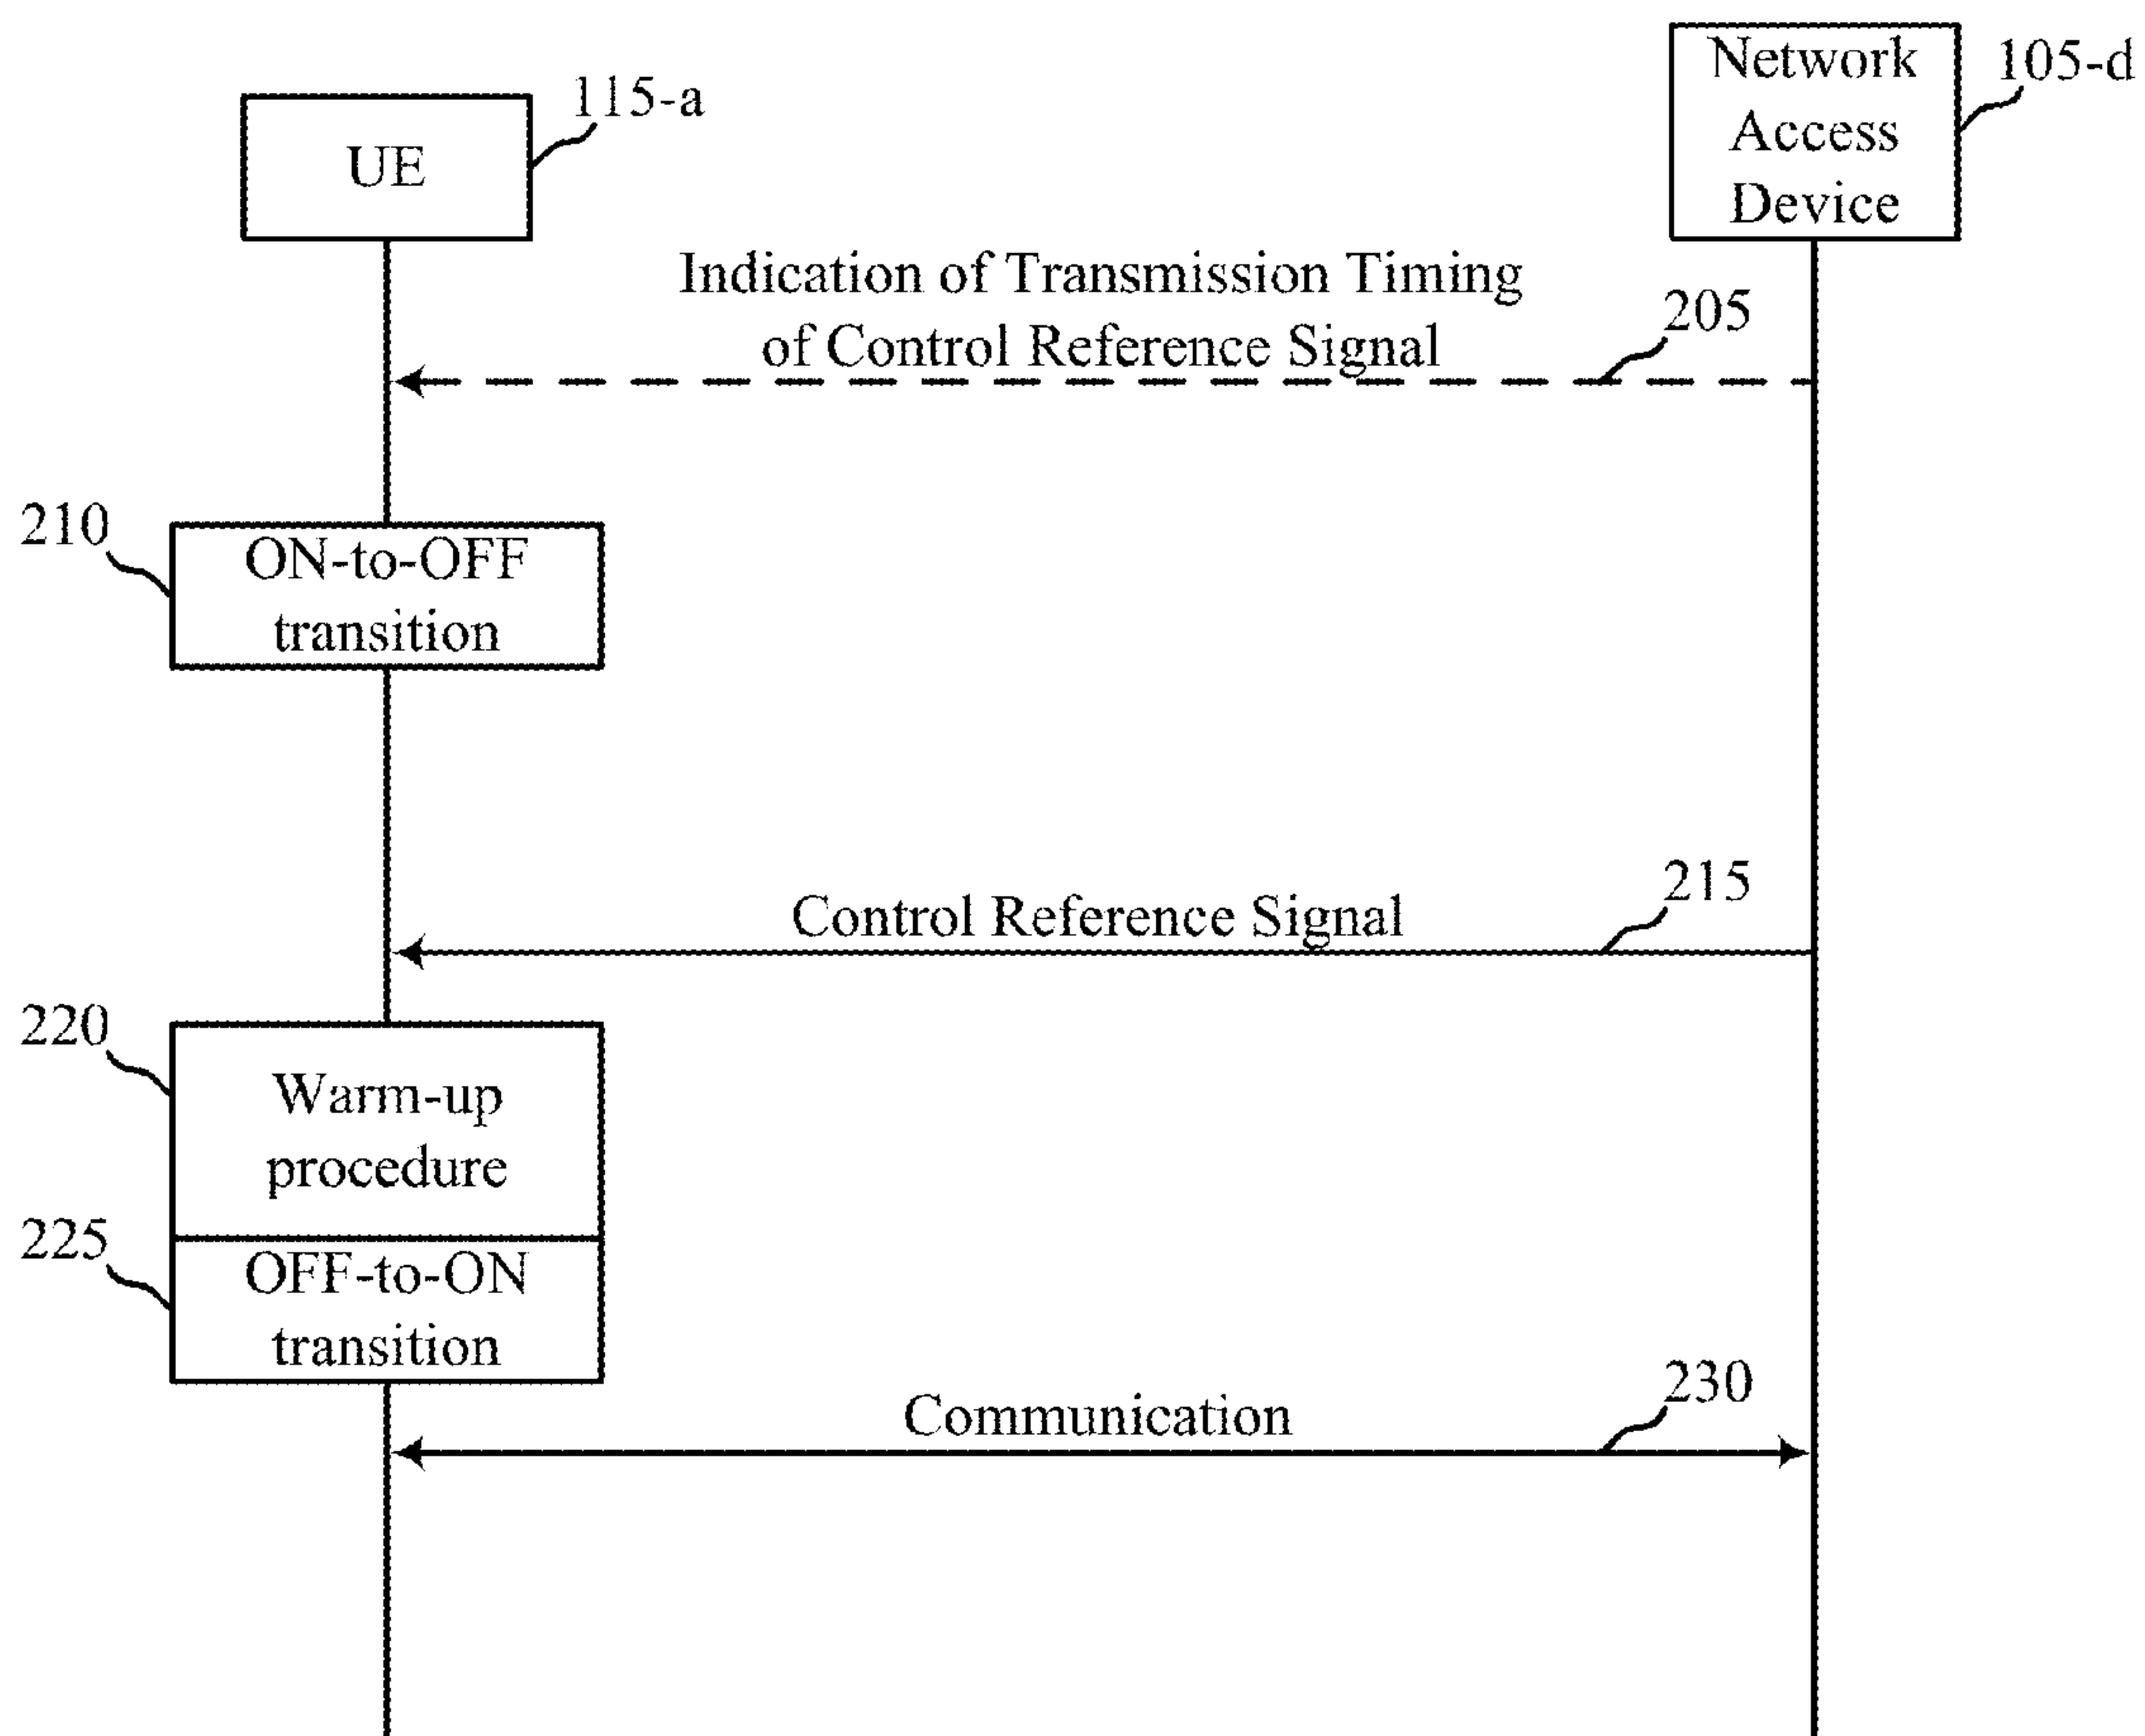 Network
Access
Device
105-d
115-a
UE
Indication of Transmission Timing
of Control Reference Signal
205
210
ON-to-OFF
transition
215
Control Reference Signal
220
Warm-up
procedure
225
OFF-to-ON
transition
230
Communication